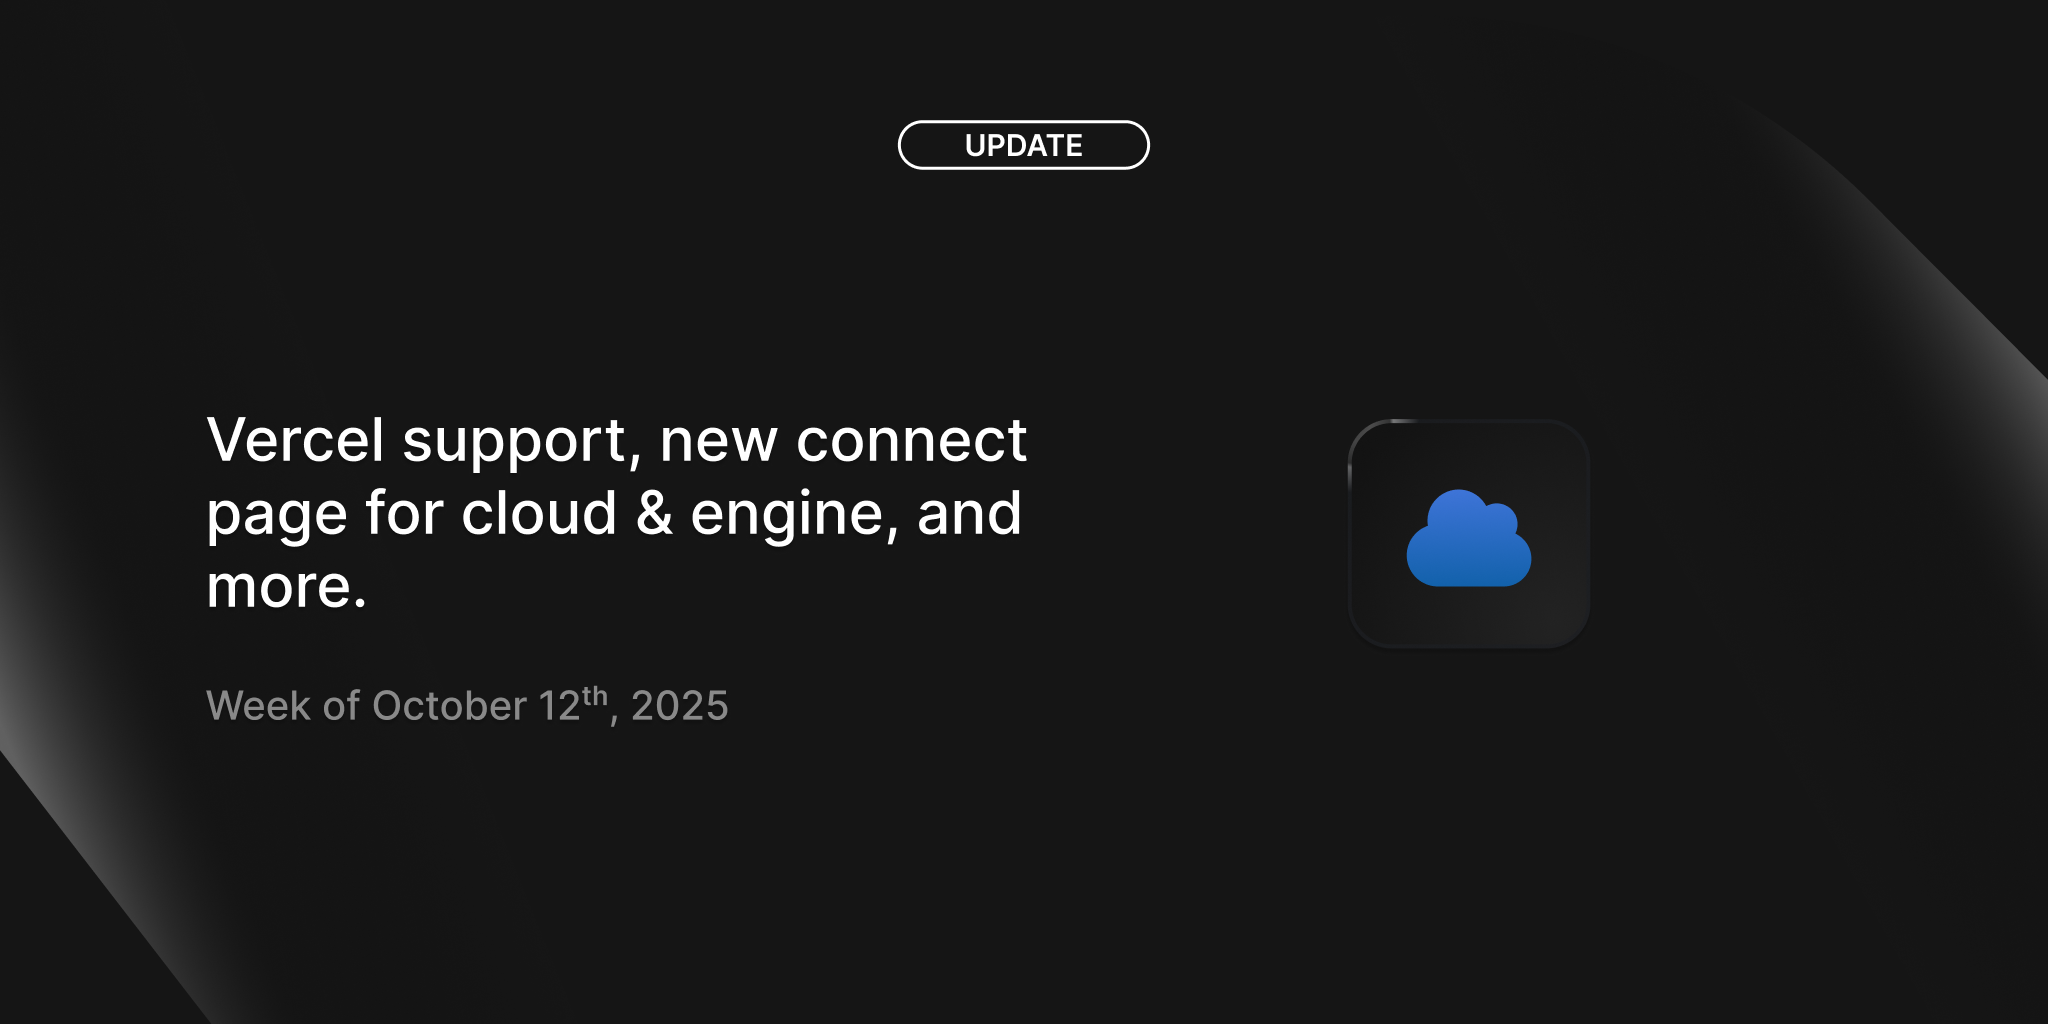 UPDATE
Vercel support, new connect
page for cloud & engine, and
more.
Week of October 12th, 2025